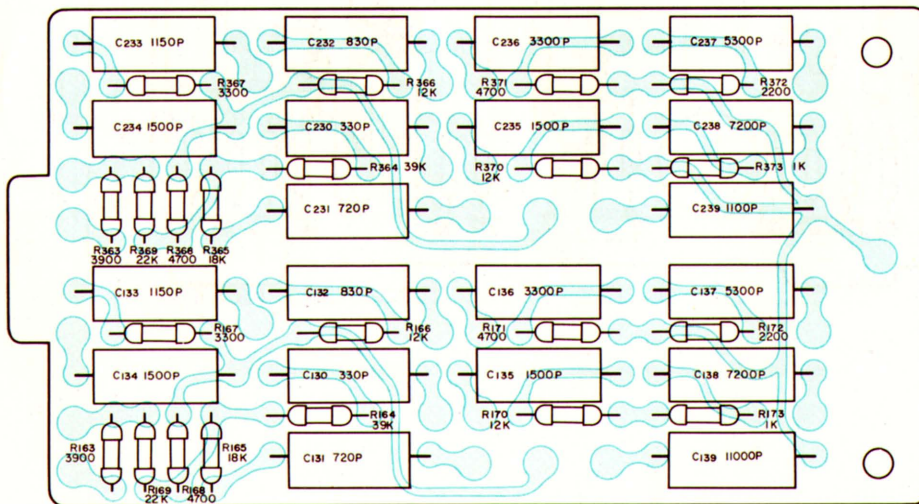 C233 1150P
C232 830P
C236 3300P
C237 5300P
R367
3300
R366
12K
R371
4700
R372
2200
C234 1500P
C230 330P
C235 1500P
C238 7200P
R364 39K
R370
12K
R373 1K
C231 720P
C239 1100P
R363
3900
R369
22K
R368
4700
R365
18K
C133 1150P
C132 830P
C136 3300P
C137 5300P
R167
3300
R166
12K
R171
4700
R172
2200
C134 1500P
C130 330P
C135 1500P
C138 7200P
R164
39K
R170
12K
R173
1K
R163
3900
R165
18K
C131 720P
C139 11000P
R169
22K
R168
4700